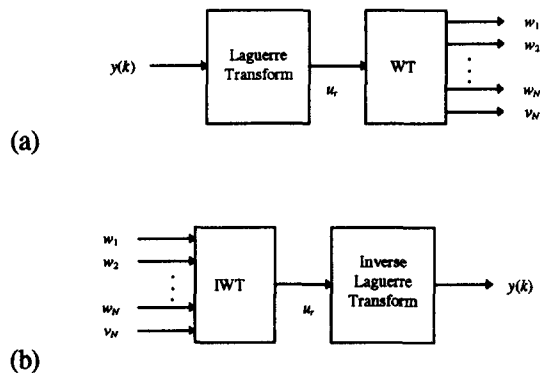 y(k)
Laguerre
Transform
u_r
WT
w_1
w_2
⋮
w_N
v_N
(a)
w_1
w_2
⋮
w_N
v_N
IWT
u_r
Inverse
Laguerre
Transform
y(k)
(b)